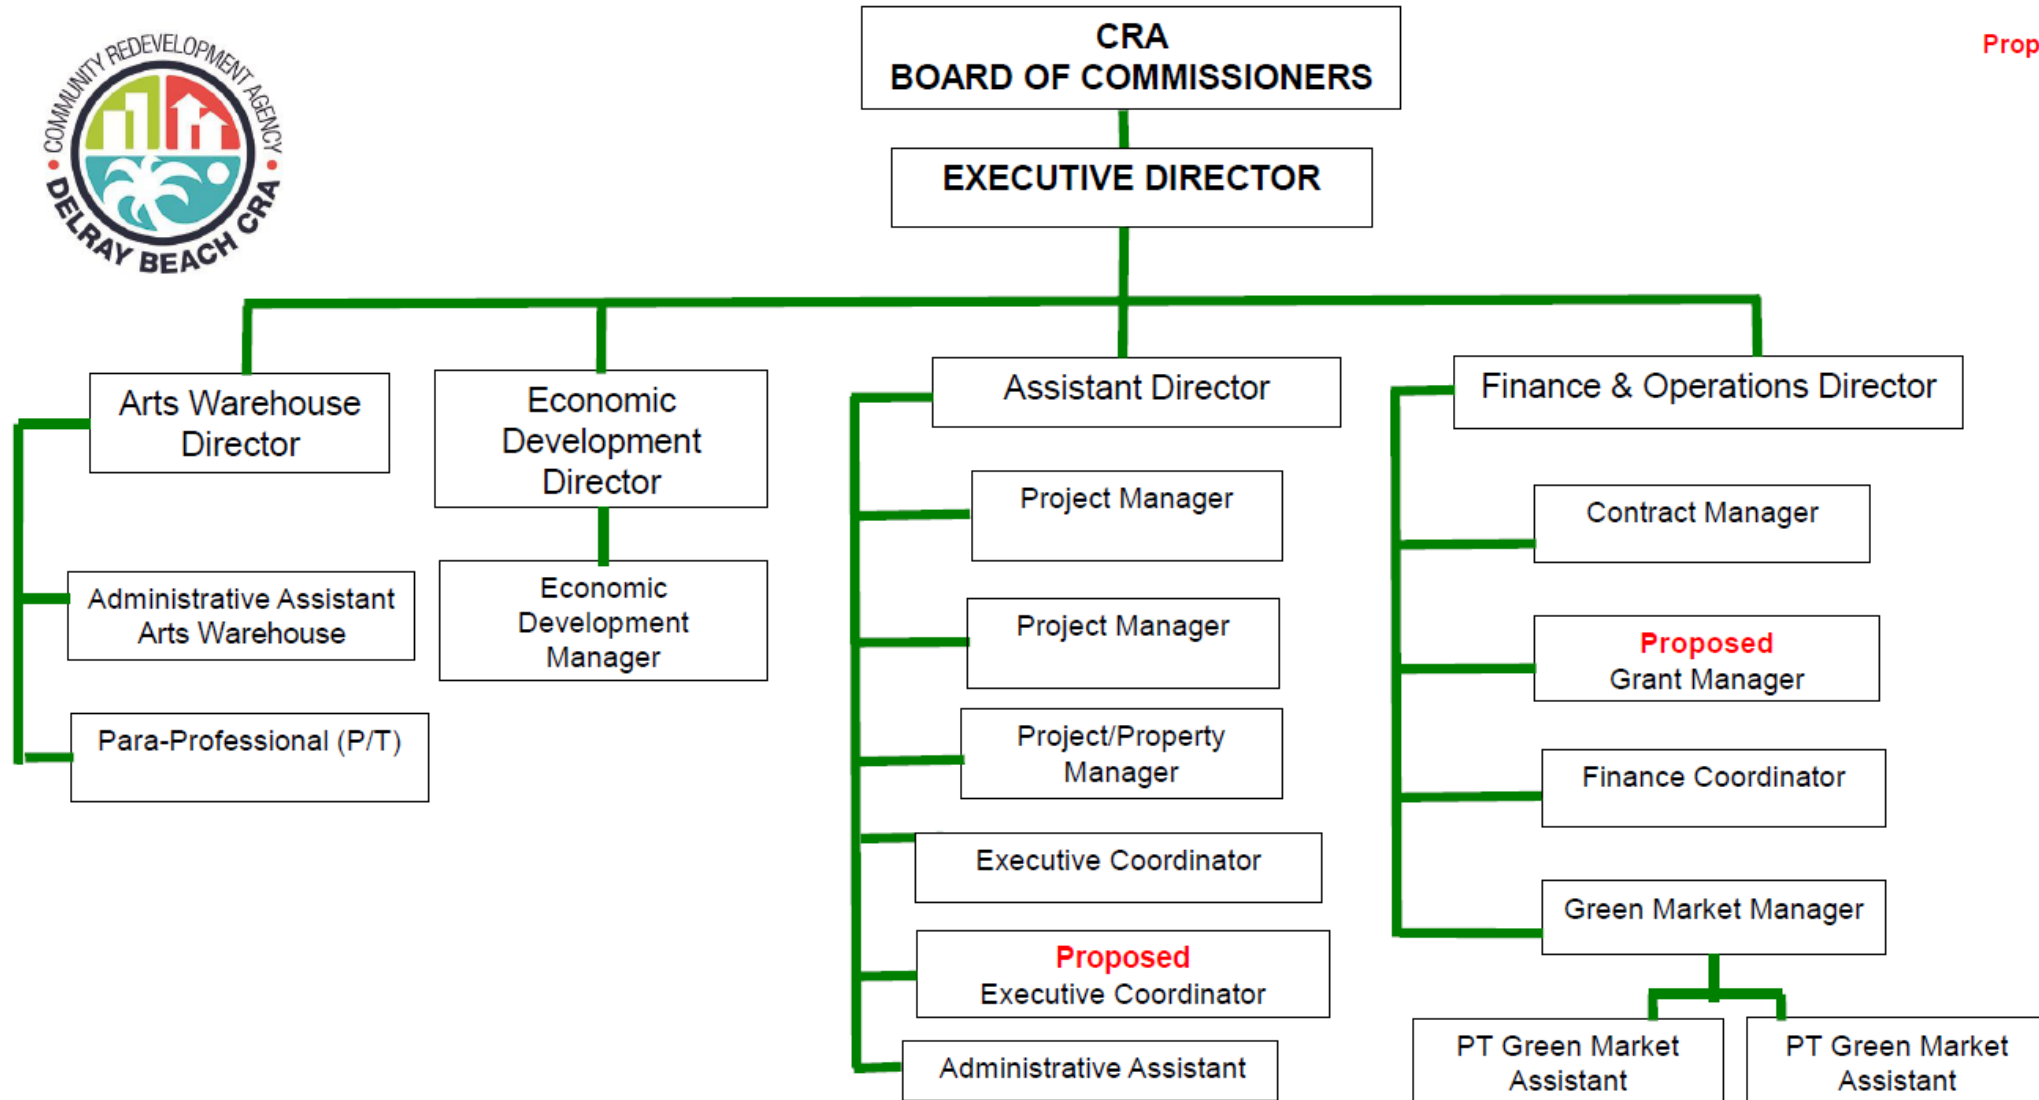 COMMUNITY REDEVELOPMENT AGENCY
DELRAY BEACH CRA
CRA
BOARD OF COMMISSIONERS
Prop
EXECUTIVE DIRECTOR
Arts Warehouse
Director
Administrative Assistant
Arts Warehouse
Para-Professional (P/T)
Economic
Development
Director
Economic
Development
Manager
Assistant Director
Project Manager
Project Manager
Project/Property
Manager
Executive Coordinator
Proposed
Executive Coordinator
Administrative Assistant
Finance & Operations Director
Contract Manager
Proposed
Grant Manager
Finance Coordinator
Green Market Manager
PT Green Market
Assistant
PT Green Market
Assistant